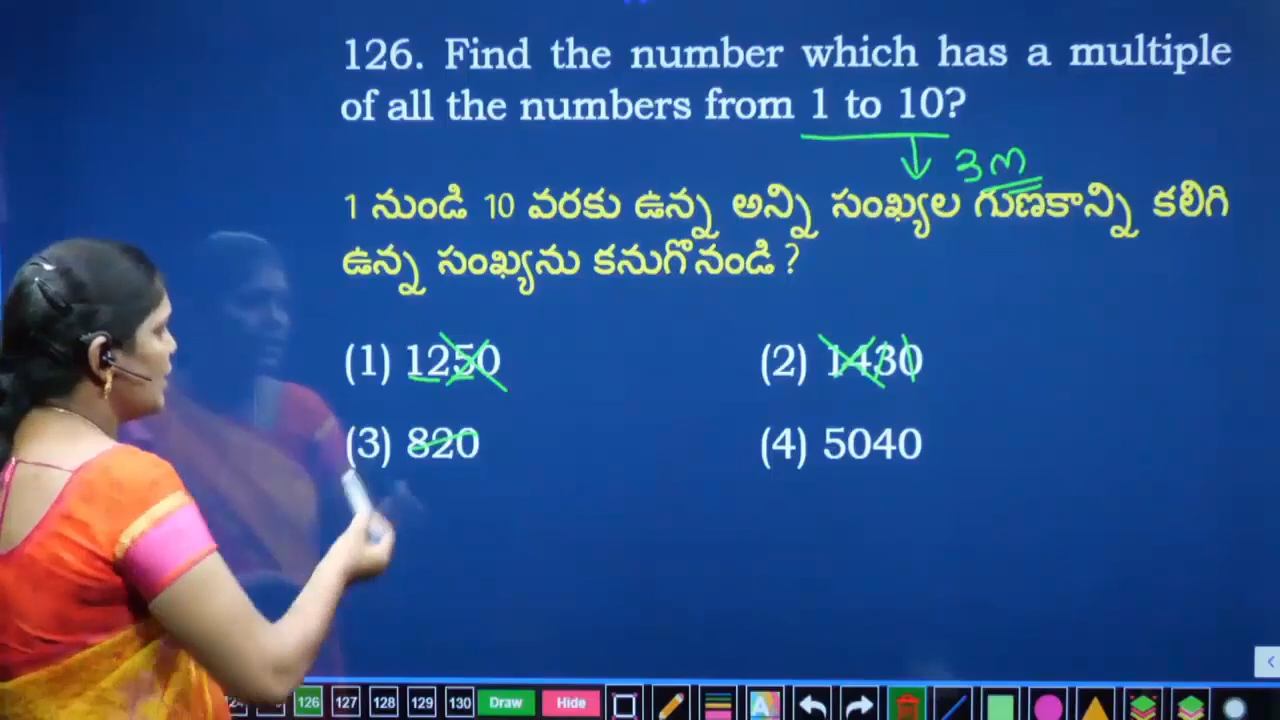 126. Find the number which has a multiple
of all the numbers from 1 to 10?
3 m
1 నుండి 10 వరకు ఉన్న అన్ని సంఖ్యల గుణకాన్ని కలిగి
ఉన్న సంఖ్యను కనుగొనండి ?
(1) 1250 (2) 1430
(3) 820 (4) 5040
126 127 128 129 130 Draw Hide A